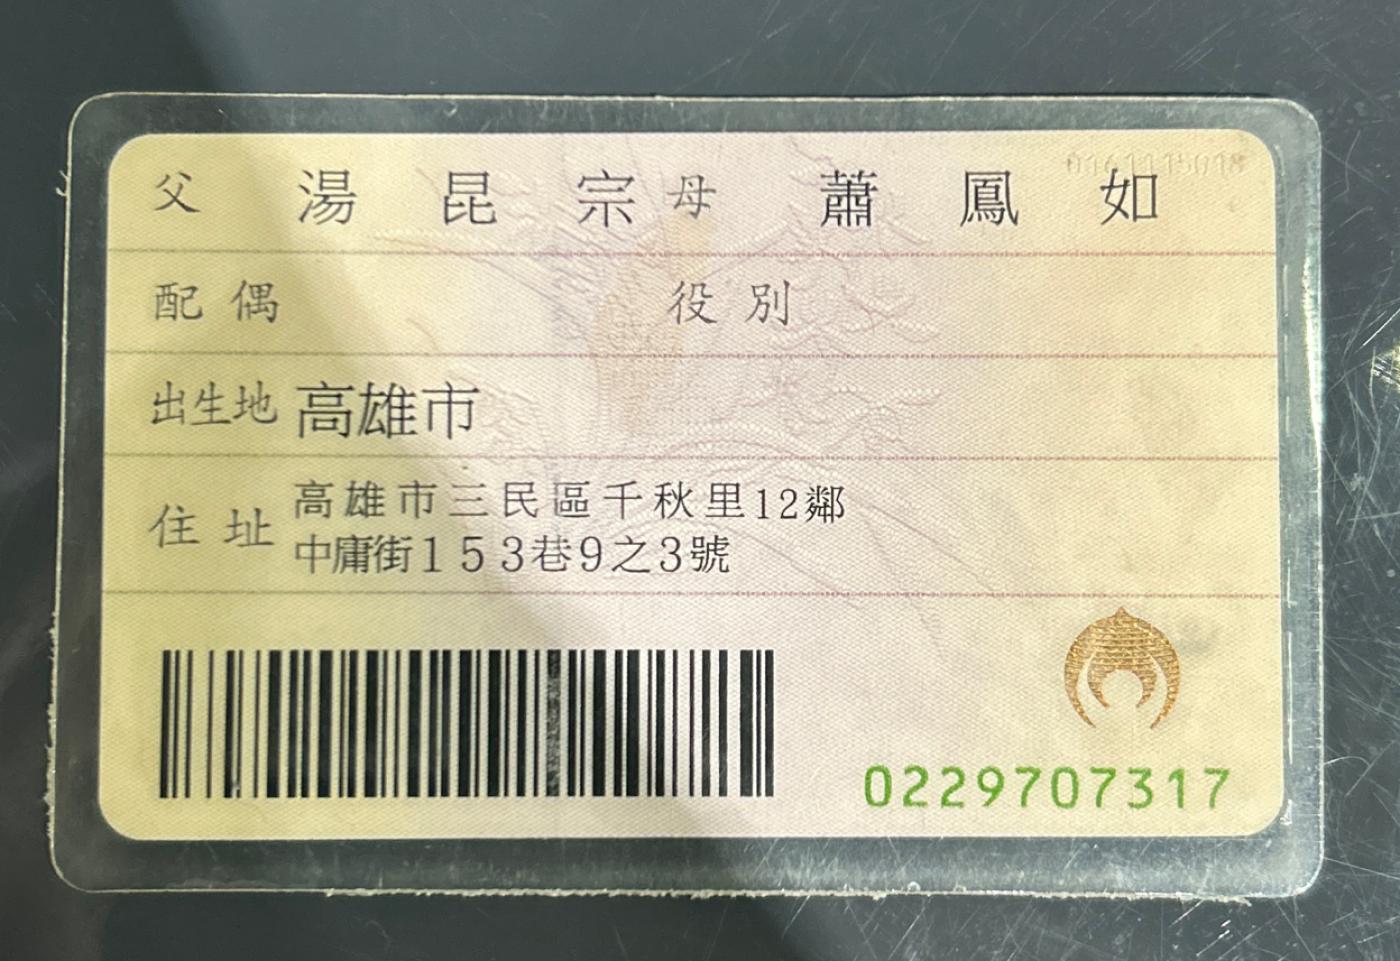 父 湯昆宗 母 蕭鳳如
配偶 役別
出生地 高雄市
住址 高雄市三民區千秋里12鄰
中庸街153巷9之3號
0229707317